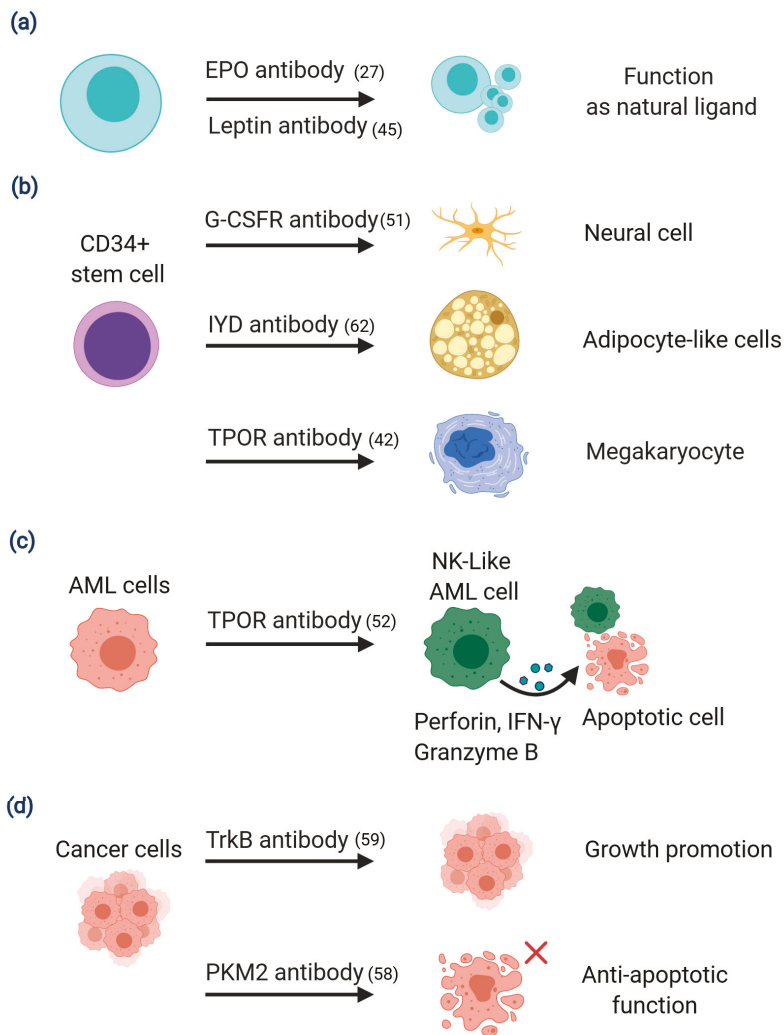 (a)
EPO antibody (27)
Leptin antibody (45)
Function
as natural ligand
(b)
CD34+
stem cell
G-CSFR antibody(51)
Neural cell
IYD antibody (62)
Adipocyte-like cells
TPOR antibody (42)
Megakaryocyte
(c)
AML cells
TPOR antibody (52)
NK-Like
AML cell
Perforin, IFN-γ
Granzyme B
Apoptotic cell
(d)
Cancer cells
TrkB antibody (59)
Growth promotion
PKM2 antibody (58)
Anti-apoptotic
function